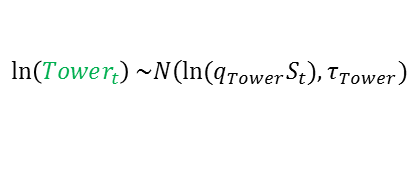 ln(Tower_t) ~N(ln(q_Tower S_t), τ_Tower)